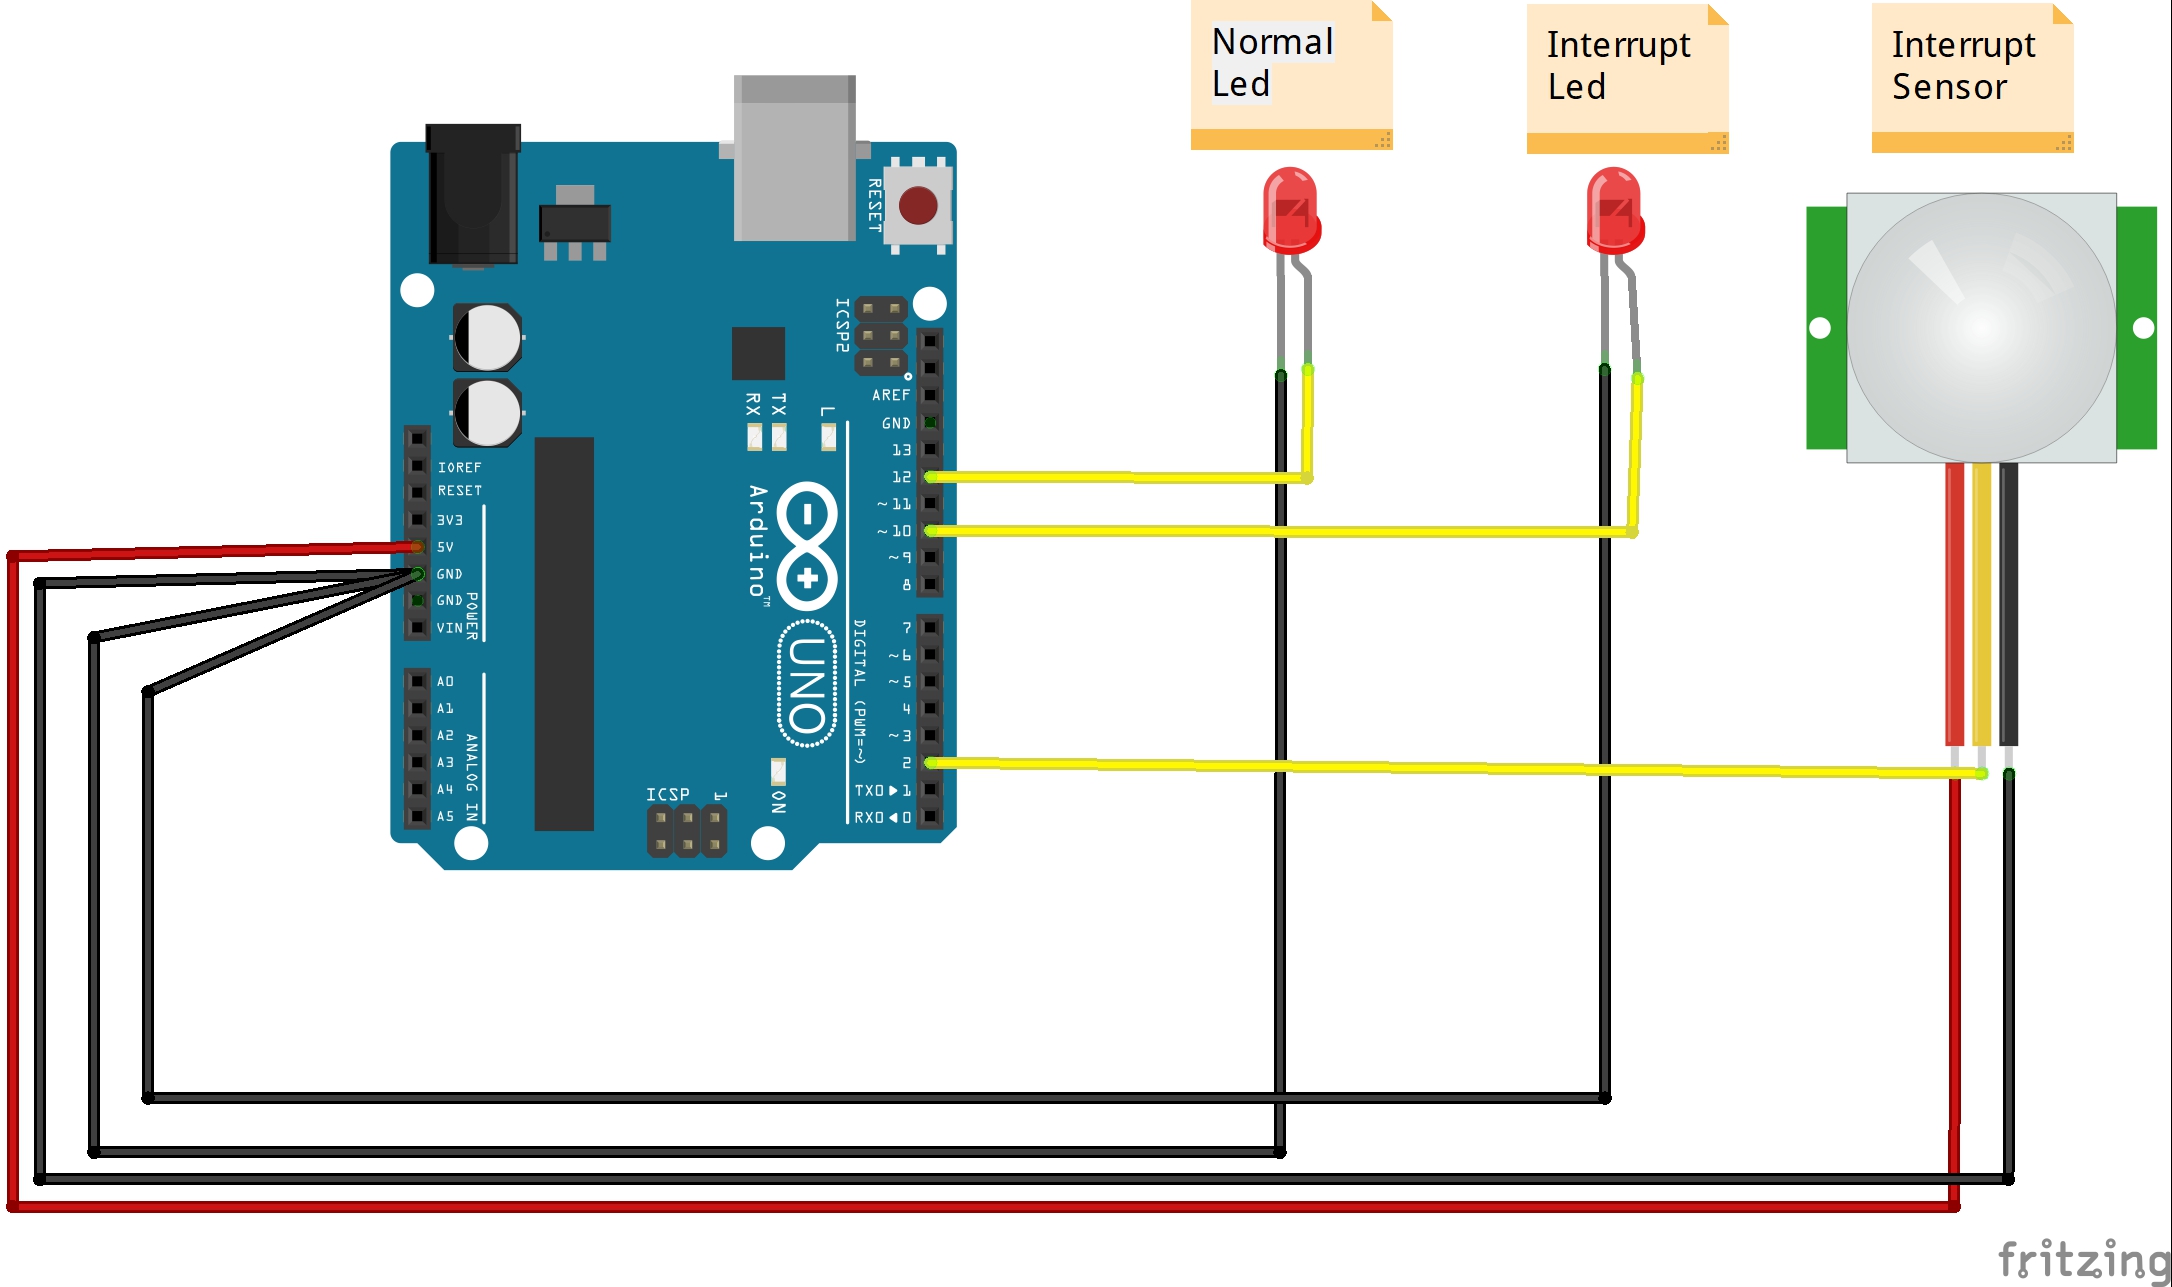 Normal
Led
Interrupt
Led
Interrupt
Sensor
RESET
ICSP2
AREF
GND
13
12
~11
~10
~9
8
7
~6
~5
4
~3
2
TX0▶1
RX0◀0
RX
TX
L
Arduino™
UNO
DIGITAL (PWM=~)
IOREF
RESET
3V3
5V
GND
GND
VIN
POWER
A0
A1
A2
A3
A4
A5
ANALOG IN
ICSP
1
ON
fritzing